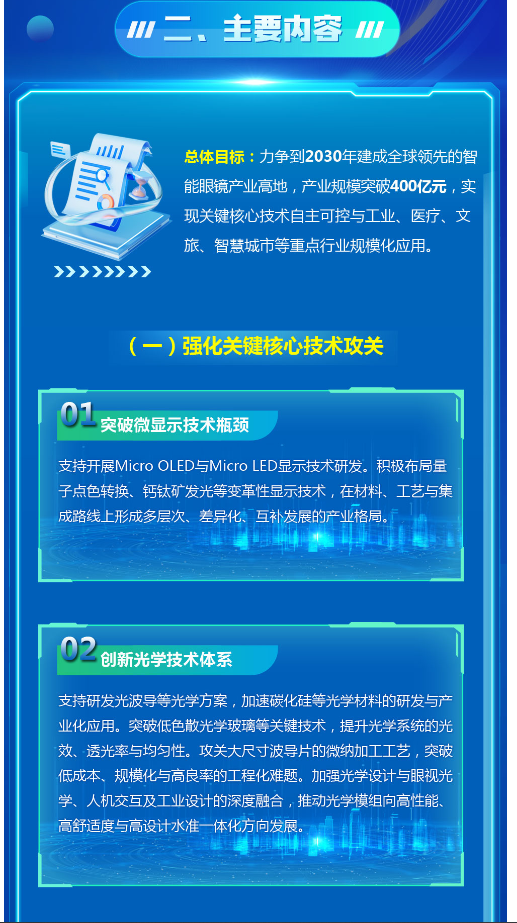 二、主要内容
总体目标：力争到2030年建成全球领先的智
能眼镜产业高地，产业规模突破400亿元，实
现关键核心技术自主可控与工业、医疗、文
旅、智慧城市等重点行业规模化应用。
（一）强化关键核心技术攻关
01
突破微显示技术瓶颈
支持开展Micro OLED与Micro LED显示技术研发。积极布局量
子点色转换、钙钛矿发光等变革性显示技术，在材料、工艺与集
成路线上形成多层次、差异化、互补发展的产业格局。
02
创新光学技术体系
支持研发光波导等光学方案，加速碳化硅等光学材料的研发与产
业化应用。突破低色散光学玻璃等关键技术，提升光学系统的光
效、透光率与均匀性。攻关大尺寸波导片的微纳加工工艺，突破
低成本、规模化与高良率的工程化难题。加强光学设计与眼视光
学、人机交互及工业设计的深度融合，推动光学模组向高性能、
高舒适度与高设计水准一体化方向发展。